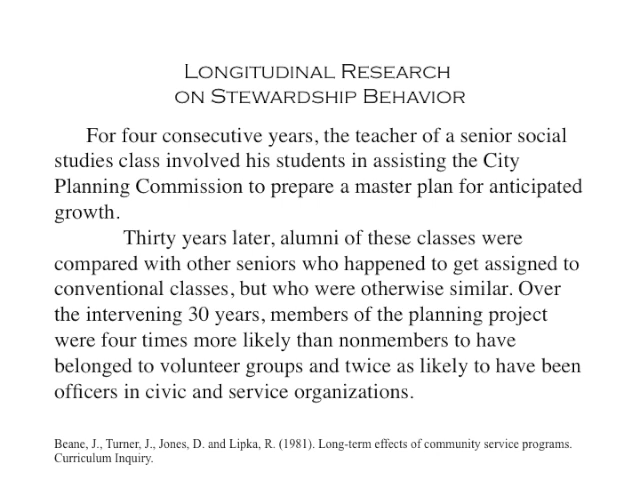 LONGITUDINAL RESEARCH
ON STEWARDSHIP BEHAVIOR
For four consecutive years, the teacher of a senior social
studies class involved his students in assisting the City
Planning Commission to prepare a master plan for anticipated
growth.
Thirty years later, alumni of these classes were
compared with other seniors who happened to get assigned to
conventional classes, but who were otherwise similar. Over
the intervening 30 years, members of the planning project
were four times more likely than nonmembers to have
belonged to volunteer groups and twice as likely to have been
officers in civic and service organizations.
Beane, J., Turner, J., Jones, D. and Lipka, R. (1981). Long-term effects of community service programs.
Curriculum Inquiry.